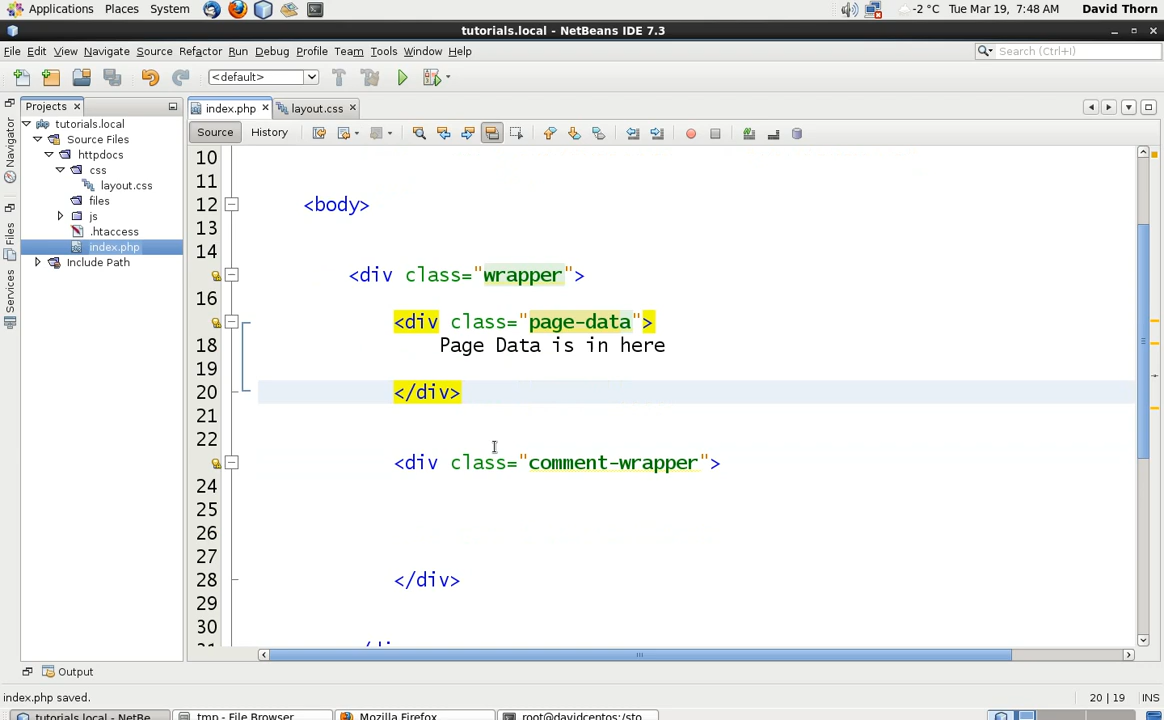 Applications Places System -2 °C Tue Mar 19, 7:48 AM David Thorn
tutorials.local - NetBeans IDE 7.3
File Edit View Navigate Source Refactor Run Debug Profile Team Tools Window Help Search (Ctrl+I)
<default>
Projects index.php layout.css
Source History
tutorials.local
Source Files
httpdocs
css
layout.css
files
js
.htaccess
index.php
Include Path
Navigator
Files
Services
10
11
12 <body>
13
14
<div class="wrapper">
16
<div class="page-data">
18 Page Data is in here
19
20 </div>
21
22
<div class="comment-wrapper">
24
25
26
27
28 </div>
29
30
Output
index.php saved. 20 | 19 INS
tutorials.local - NetBe... tmp - File Browser Mozilla Firefox root@davidcentos:/sto...